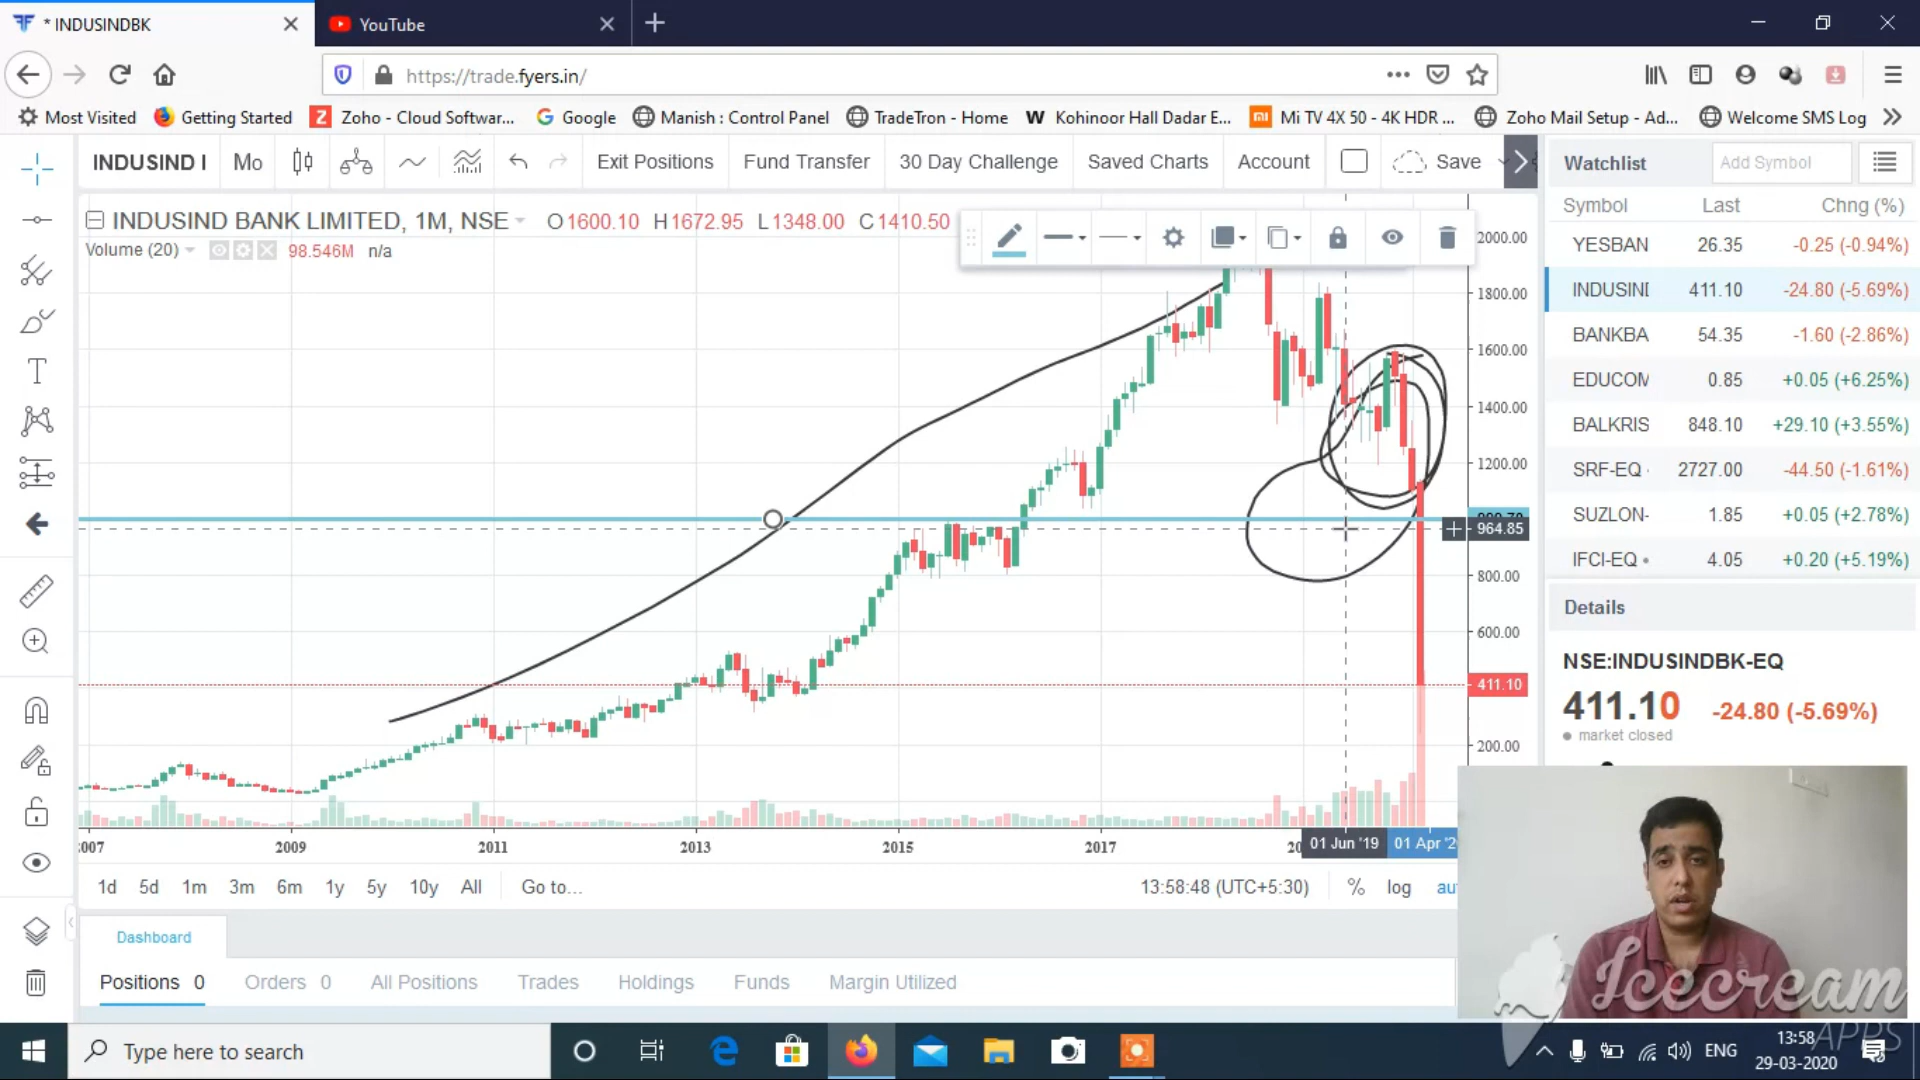 * INDUSINDBK
YouTube
https://trade.fyers.in/
Most Visited
Getting Started
Zoho - Cloud Softwar...
Google
Manish : Control Panel
TradeTron - Home
Kohinoor Hall Dadar E...
Mi TV 4X 50 - 4K HDR ...
Zoho Mail Setup - Ad...
Welcome SMS Log
INDUSIND I
Mo
Exit Positions
Fund Transfer
30 Day Challenge
Saved Charts
Account
Save
Watchlist
Add Symbol
Symbol Last Chng (%)
INDUSIND BANK LIMITED, 1M, NSE O1600.10 H1672.95 L1348.00 C1410.50
Volume (20) 98.546M n/a
YESBAN 26.35 -0.25 (-0.94%)
INDUSINI 411.10 -24.80 (-5.69%)
BANKBA 54.35 -1.60 (-2.86%)
EDUCOM 0.85 +0.05 (+6.25%)
BALKRIS 848.10 +29.10 (+3.55%)
SRF-EQ 2727.00 -44.50 (-1.61%)
SUZLON- 1.85 +0.05 (+2.78%)
IFCI-EQ 4.05 +0.20 (+5.19%)
2000.00
1800.00
1600.00
1400.00
1200.00
964.85
800.00
600.00
411.10
200.00
Details
NSE:INDUSINDBK-EQ
411.10 -24.80 (-5.69%)
market closed
2007 2009 2011 2013 2015 2017 01 Jun '19 01 Apr '2
1d 5d 1m 3m 6m 1y 5y 10y All Go to... 13:58:48 (UTC+5:30) % log au
Dashboard
Positions 0 Orders 0 All Positions Trades Holdings Funds Margin Utilized
Icecream
APPS
Type here to search
ENG
13:58
29-03-2020